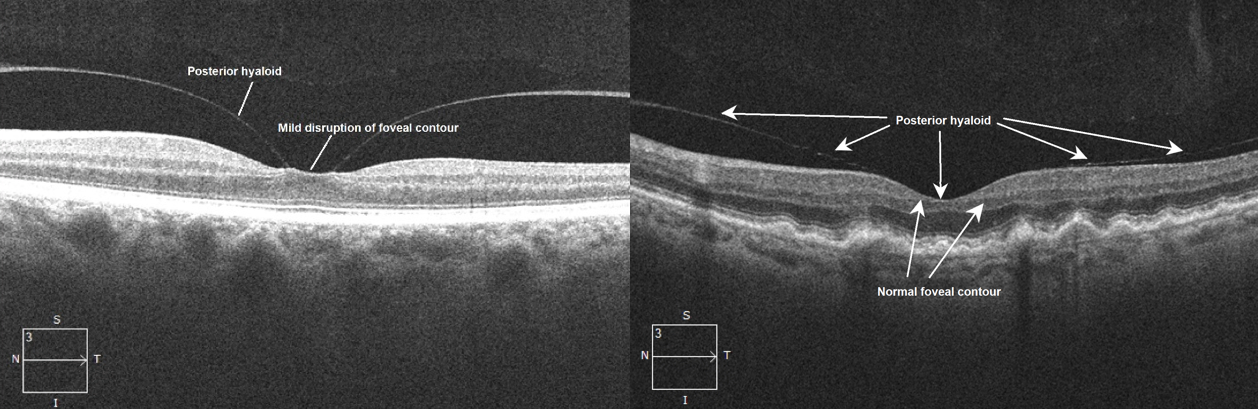 Posterior hyaloid
Mild disruption of foveal contour
S
3
N
T
I
Posterior hyaloid
Normal foveal contour
S
3
N
T
I